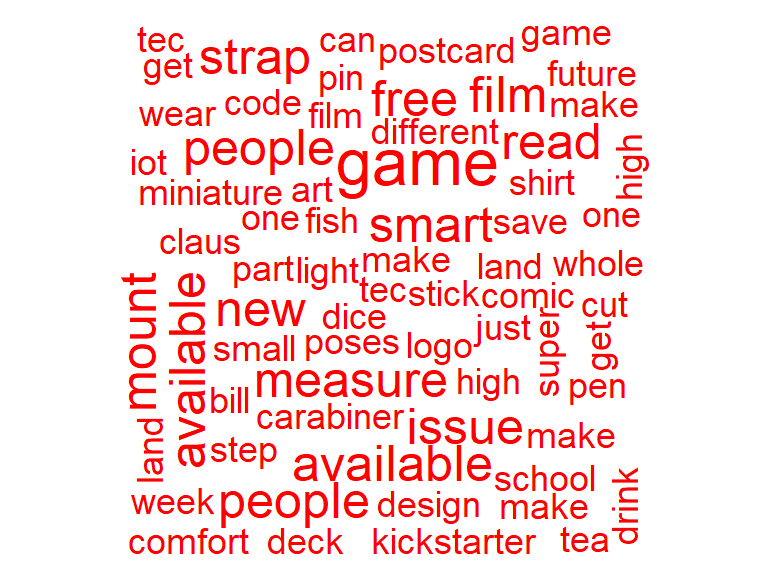 tec
can
game
get
strap
postcard
pin
future
wear
code
film
free
film
make
people
different
read
iot
game
high
miniature
art
shirt
one
fish
smart
save
one
claus
part
light
make
land
whole
mount
available
new
tec
stick
comic
cut
dice
just
super
get
small
poses
logo
measure
high
pen
bill
carabiner
issue
make
land
step
available
school
week
people
design
make
drink
comfort
deck
kickstarter
tea